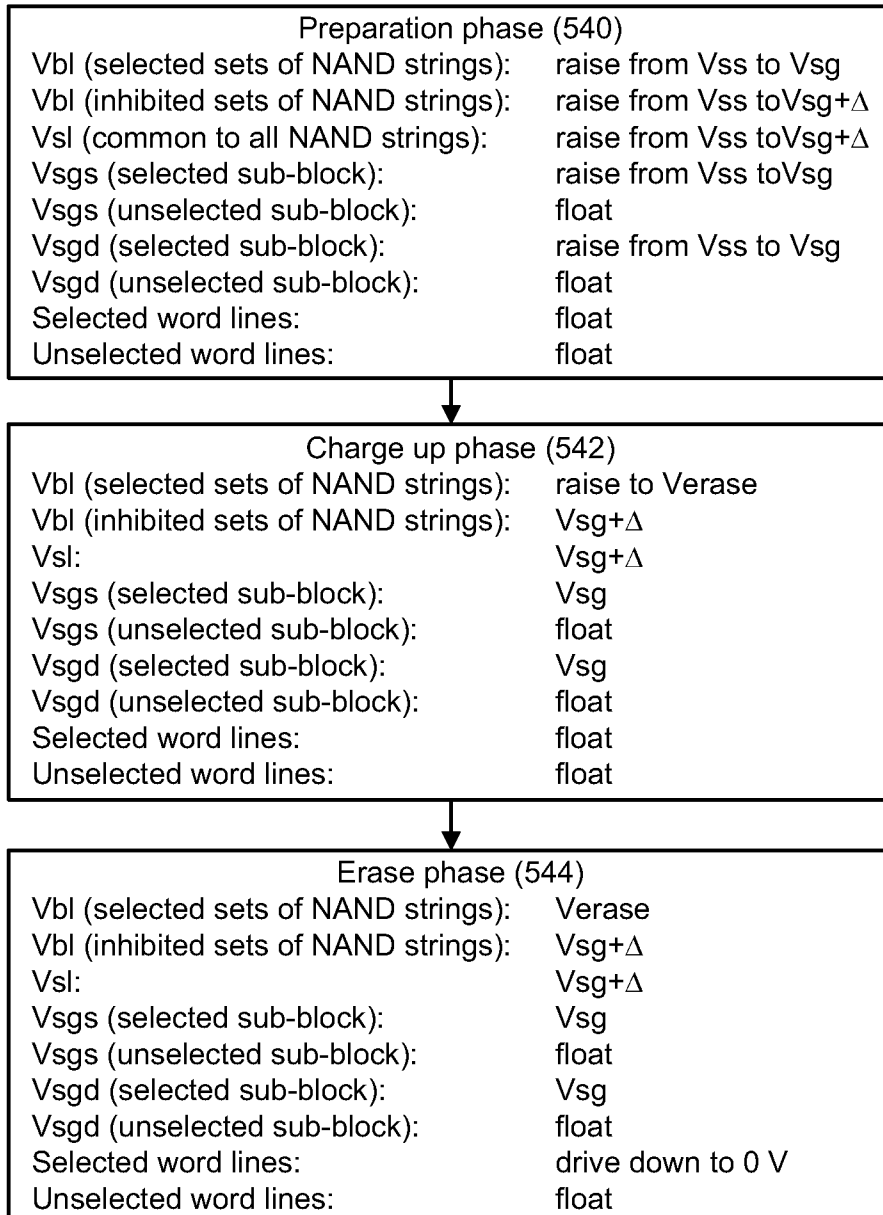 Preparation phase (540)
Vbl (selected sets of NAND strings): raise from Vss to Vsg
Vbl (inhibited sets of NAND strings): raise from Vss toVsg+Δ
Vsl (common to all NAND strings): raise from Vss toVsg+Δ
Vsgs (selected sub-block): raise from Vss toVsg
Vsgs (unselected sub-block): float
Vsgd (selected sub-block): raise from Vss to Vsg
Vsgd (unselected sub-block): float
Selected word lines: float
Unselected word lines: float
Charge up phase (542)
Vbl (selected sets of NAND strings): raise to Verase
Vbl (inhibited sets of NAND strings): Vsg+Δ
Vsl: Vsg+Δ
Vsgs (selected sub-block): Vsg
Vsgs (unselected sub-block): float
Vsgd (selected sub-block): Vsg
Vsgd (unselected sub-block): float
Selected word lines: float
Unselected word lines: float
Erase phase (544)
Vbl (selected sets of NAND strings): Verase
Vbl (inhibited sets of NAND strings): Vsg+Δ
Vsl: Vsg+Δ
Vsgs (selected sub-block): Vsg
Vsgs (unselected sub-block): float
Vsgd (selected sub-block): Vsg
Vsgd (unselected sub-block): float
Selected word lines: drive down to 0 V
Unselected word lines: float